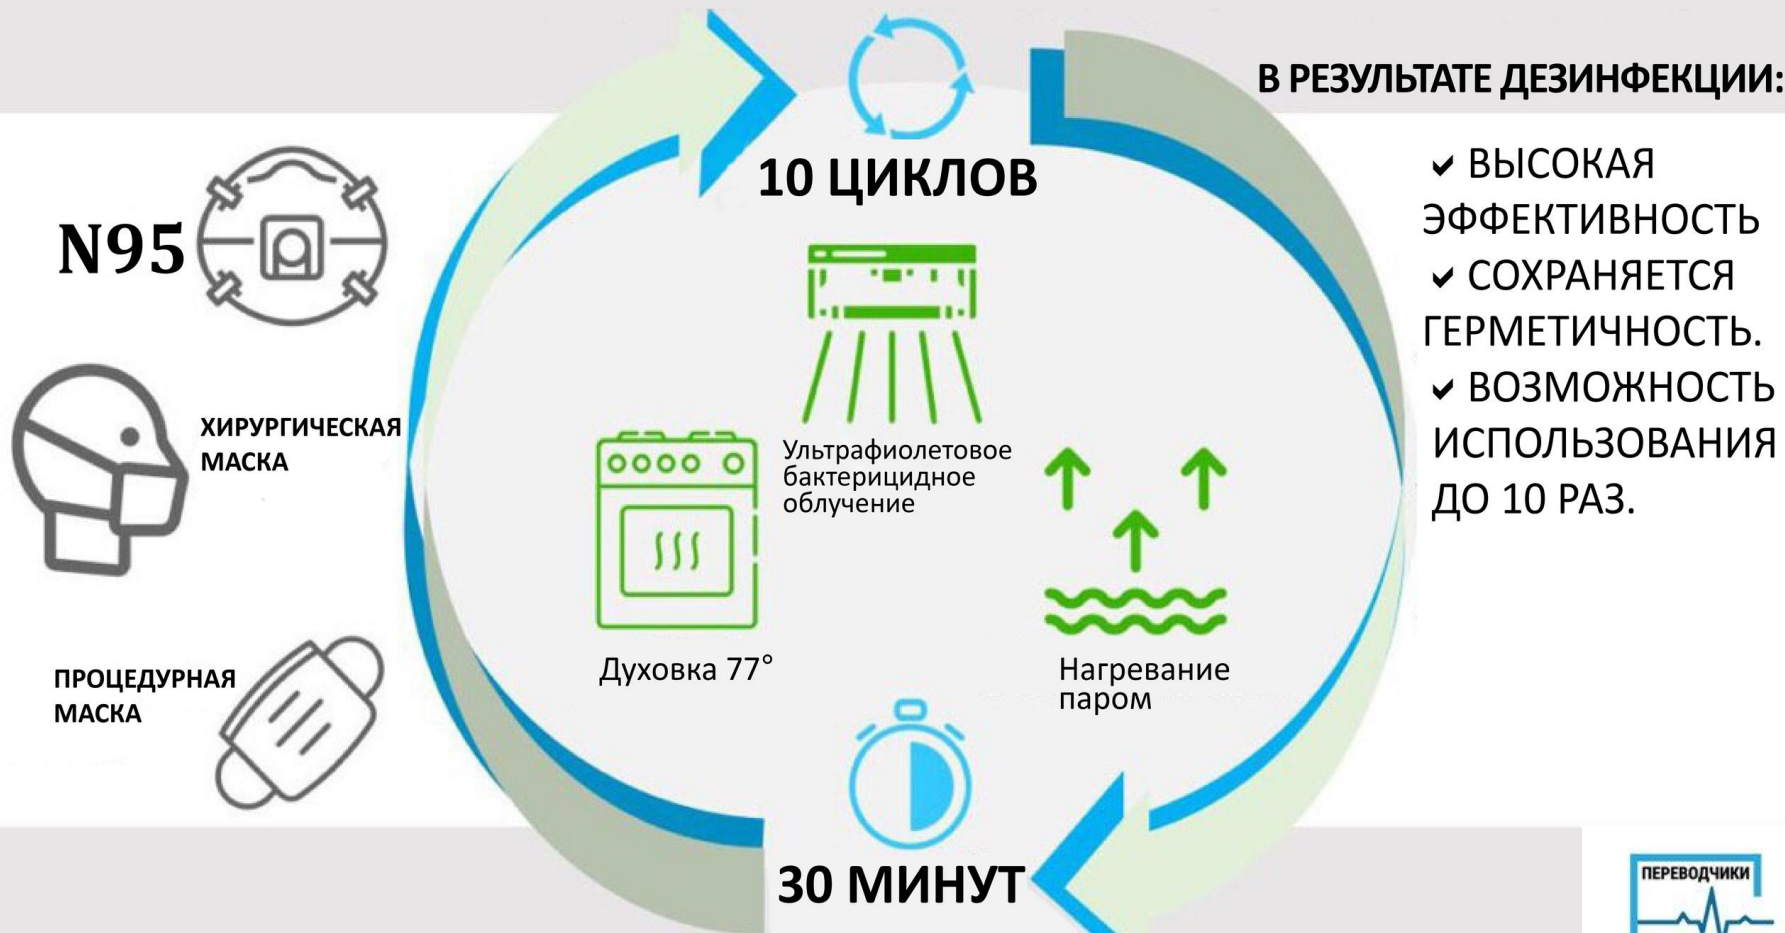 В РЕЗУЛЬТАТЕ ДЕЗИНФЕКЦИИ:
✔ ВЫСОКАЯ
ЭФФЕКТИВНОСТЬ
✔ СОХРАНЯЕТСЯ
ГЕРМЕТИЧНОСТЬ.
✔ ВОЗМОЖНОСТЬ
ИСПОЛЬЗОВАНИЯ
ДО 10 РАЗ.
10 ЦИКЛОВ
N95
ХИРУРГИЧЕСКАЯ
МАСКА
ПРОЦЕДУРНАЯ
МАСКА
Ультрафиолетовое
бактерицидное
облучение
Духовка 77°
Нагревание
паром
30 МИНУТ
ПЕРЕВОДЧИКИ